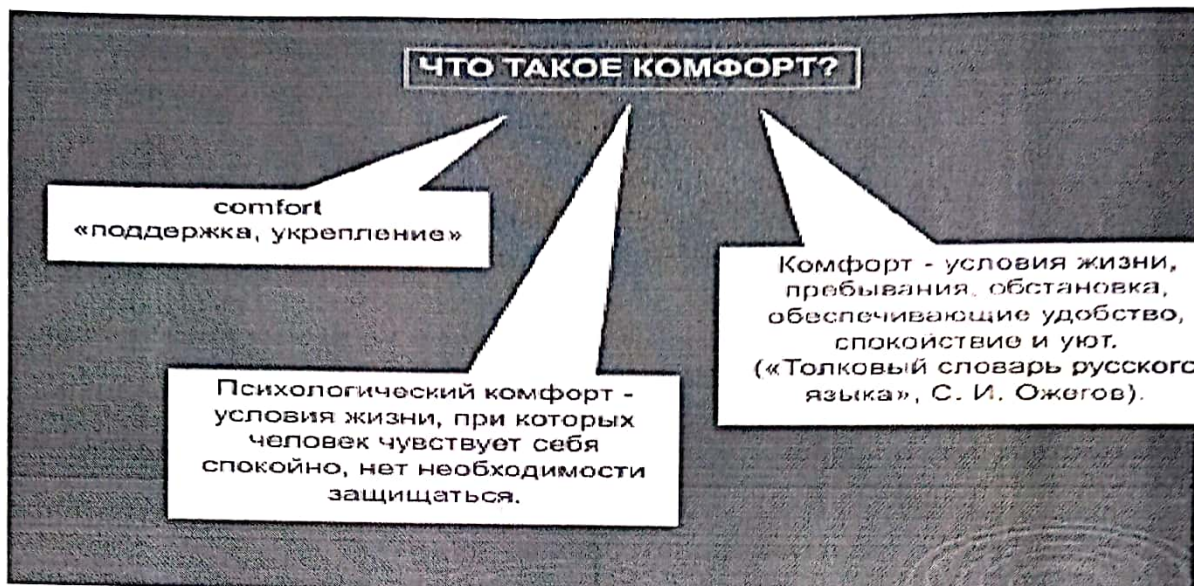 ЧТО ТАКОЕ КОМФОРТ?
comfort
«поддержка, укрепление»
Психологический комфорт -
условия жизни, при которых
человек чувствует себя
спокойно, нет необходимости
защищаться.
Комфорт - условия жизни,
пребывания, обстановка,
обеспечивающие удобство,
спокойствие и уют.
(«Толковый словарь русского
языка», С. И. Ожегов).